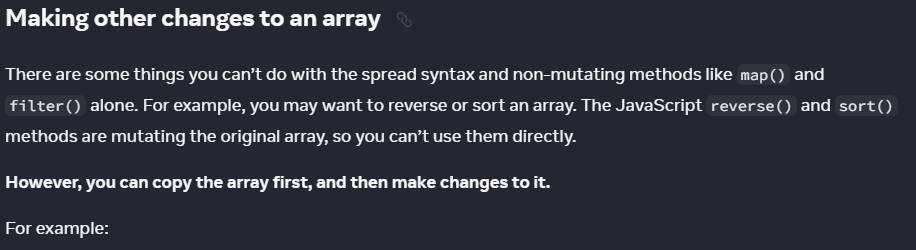 Making other changes to an array
There are some things you can’t do with the spread syntax and non-mutating methods like map() and
filter() alone. For example, you may want to reverse or sort an array. The JavaScript reverse() and sort()
methods are mutating the original array, so you can’t use them directly.
However, you can copy the array first, and then make changes to it.
For example: